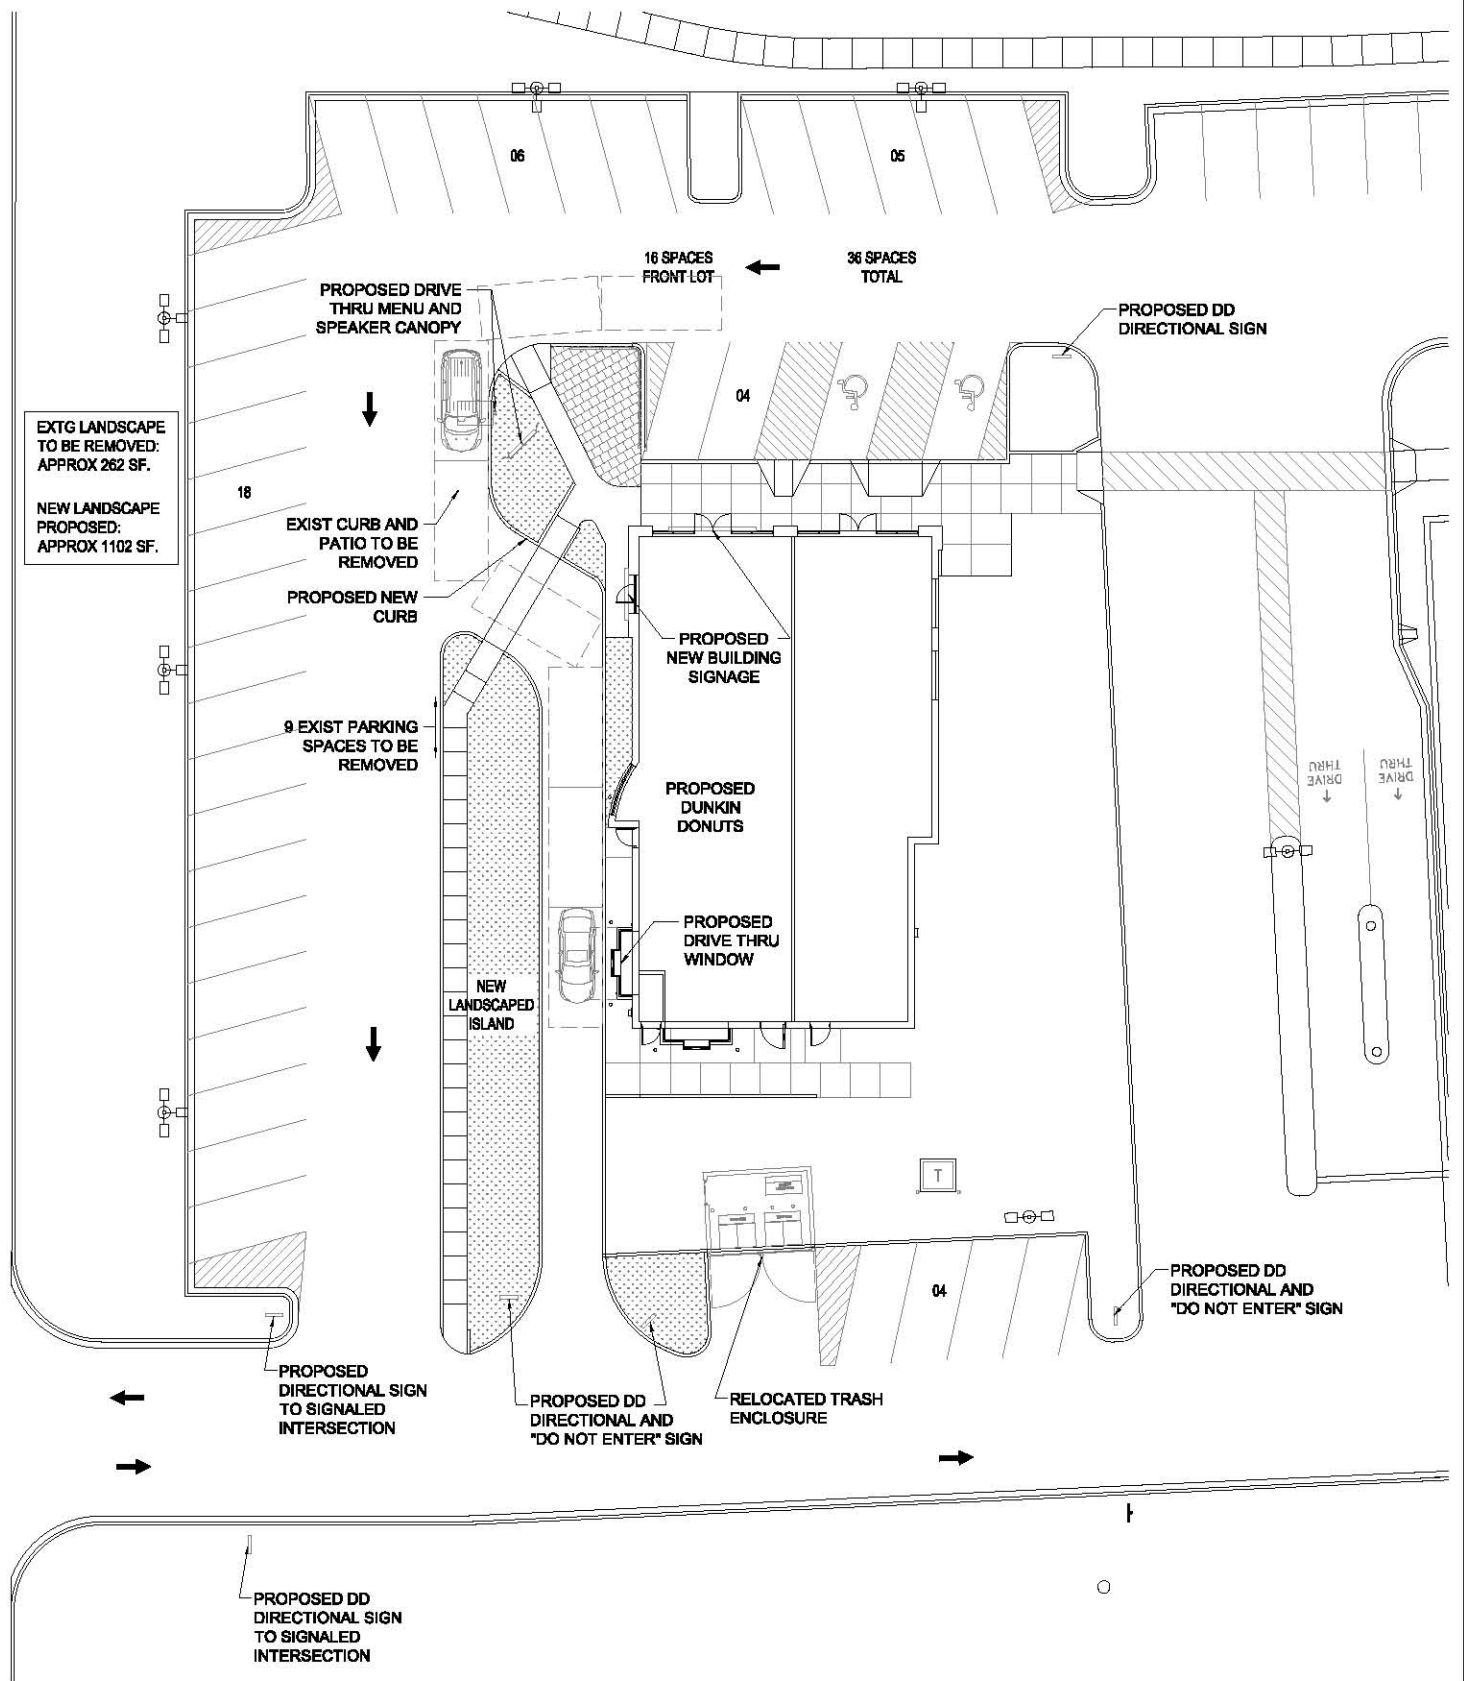 06
05
16 SPACES
FRONT LOT
36 SPACES
TOTAL
PROPOSED DRIVE
THRU MENU AND
SPEAKER CANOPY
PROPOSED DD
DIRECTIONAL SIGN
04
EXTG LANDSCAPE
TO BE REMOVED:
APPROX 262 SF.
NEW LANDSCAPE
PROPOSED:
APPROX 1102 SF.
18
EXIST CURB AND
PATIO TO BE
REMOVED
PROPOSED NEW
CURB
PROPOSED
NEW BUILDING
SIGNAGE
9 EXIST PARKING
SPACES TO BE
REMOVED
PROPOSED
DUNKIN
DONUTS
DRIVE
THRU
DRIVE
THRU
PROPOSED
DRIVE THRU
WINDOW
NEW
LANDSCAPED
ISLAND
T
04
PROPOSED DD
DIRECTIONAL AND
"DO NOT ENTER" SIGN
PROPOSED
DIRECTIONAL SIGN
TO SIGNALED
INTERSECTION
PROPOSED DD
DIRECTIONAL AND
"DO NOT ENTER" SIGN
RELOCATED TRASH
ENCLOSURE
PROPOSED DD
DIRECTIONAL SIGN
TO SIGNALED
INTERSECTION